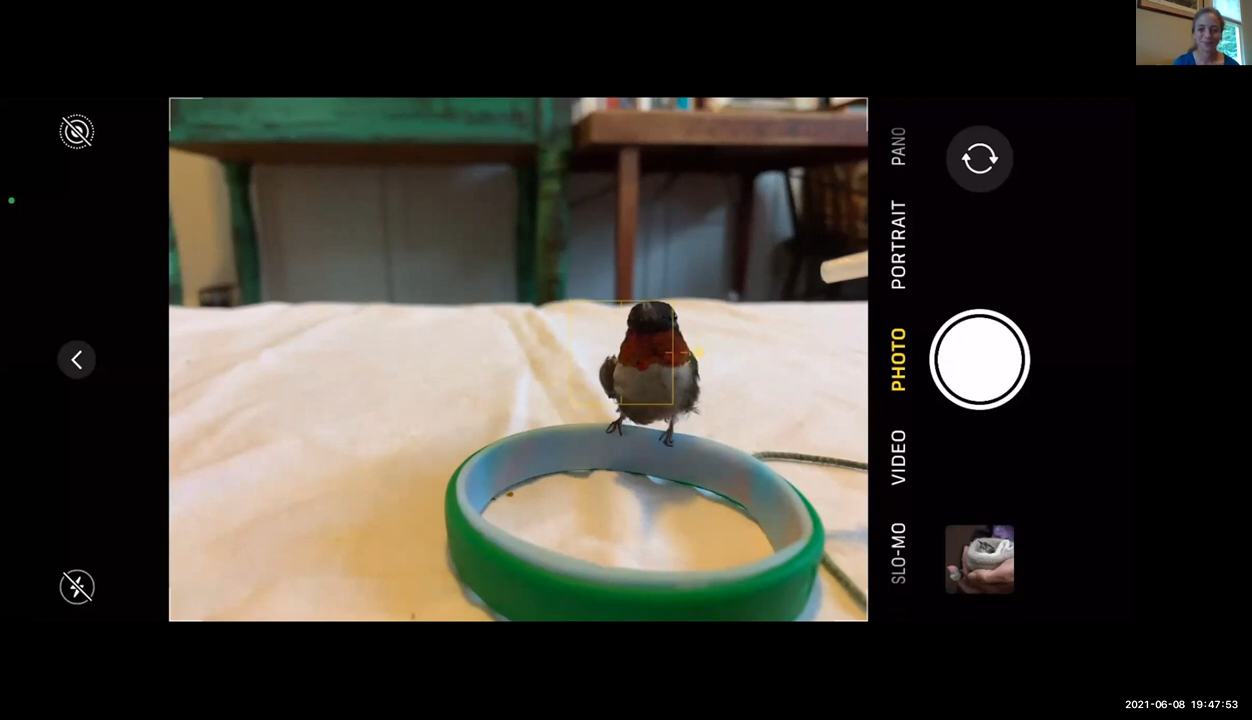 PANO
PORTRAIT
PHOTO
VIDEO
SLO-MO
2021-06-08 19:47:53